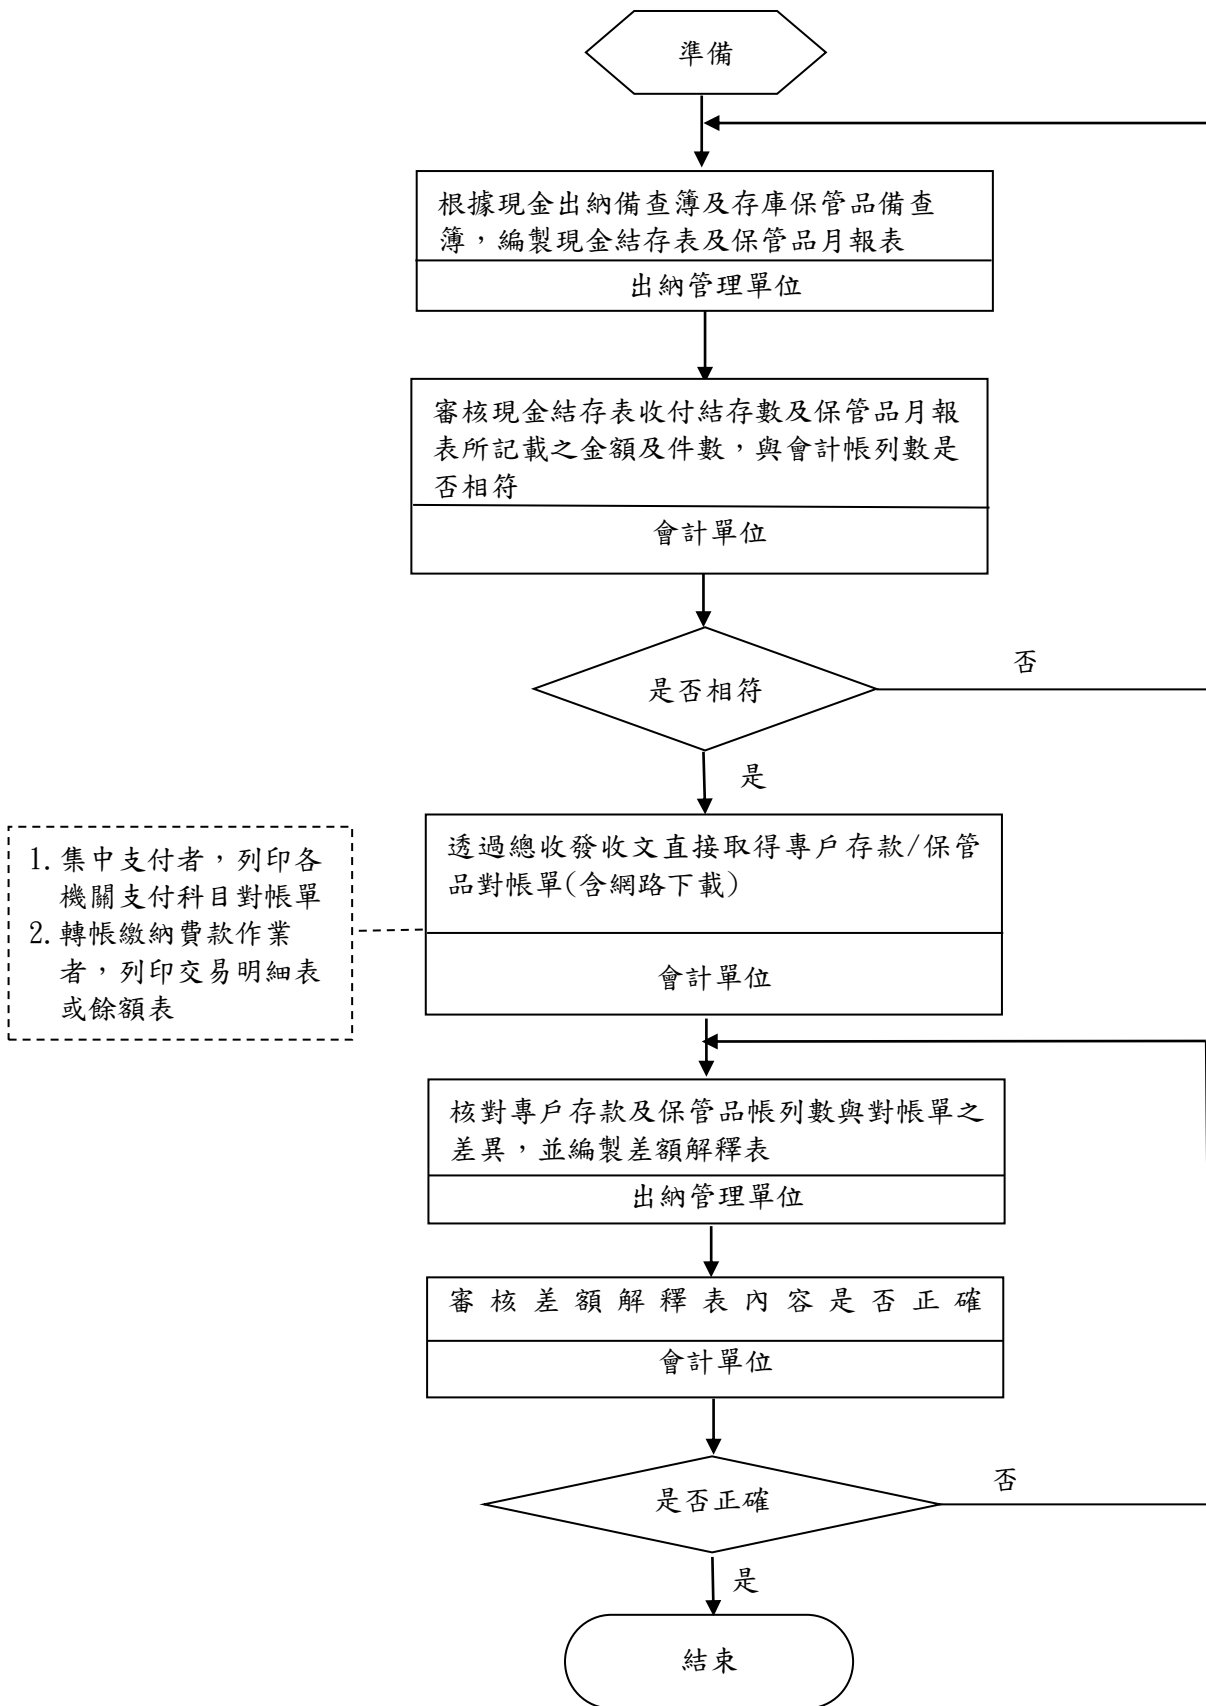 準備
根據現金出納備查簿及存庫保管品備查
簿，編製現金結存表及保管品月報表
出納管理單位
審核現金結存表收付結存數及保管品月報
表所記載之金額及件數，與會計帳列數是
否相符
會計單位
是否相符
否
是
1. 集中支付者，列印各
機關支付科目對帳單
2. 轉帳繳納費款作業
者，列印交易明細表
或餘額表
透過總收發收文直接取得專戶存款/保管
品對帳單(含網路下載)
會計單位
核對專戶存款及保管品帳列數與對帳單之
差異，並編製差額解釋表
出納管理單位
審核差額解釋表內容是否正確
會計單位
是否正確
否
是
結束